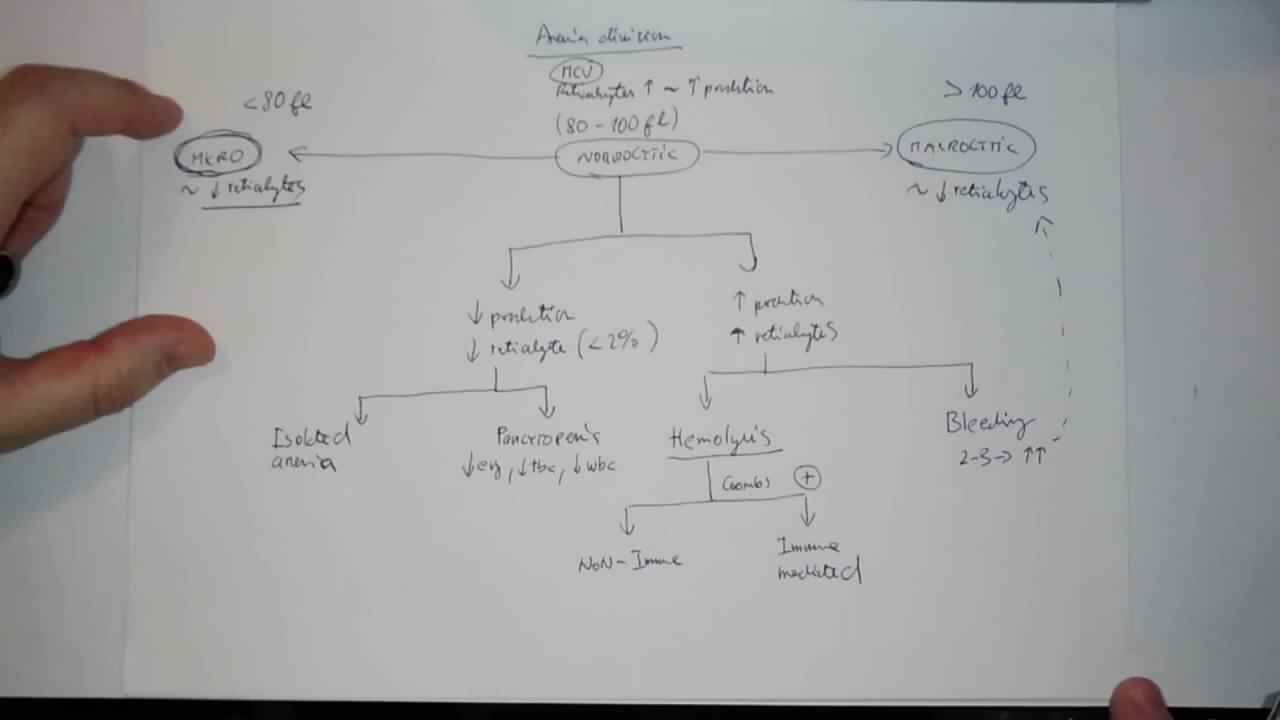 Anemia division
MCV
Reticulocytes ↑ ~ ↑ production
(80-100 fl)
NORMOCYTIC
<80 fl
MICRO
~ ↓ reticulocytes
>100 fl
MACROCYTIC
~ ↓ reticulocytes
↓ production
↓ reticulocyte (<2%)
↑ production
↑ reticulocytes
Isolated
anemia
Pancytopenis
↓ery, ↓tbc, ↓wbc
Hemolysis
Coombs +
NON-Immune
Immune
mediated
Bleeding
2-3 → ↑↑